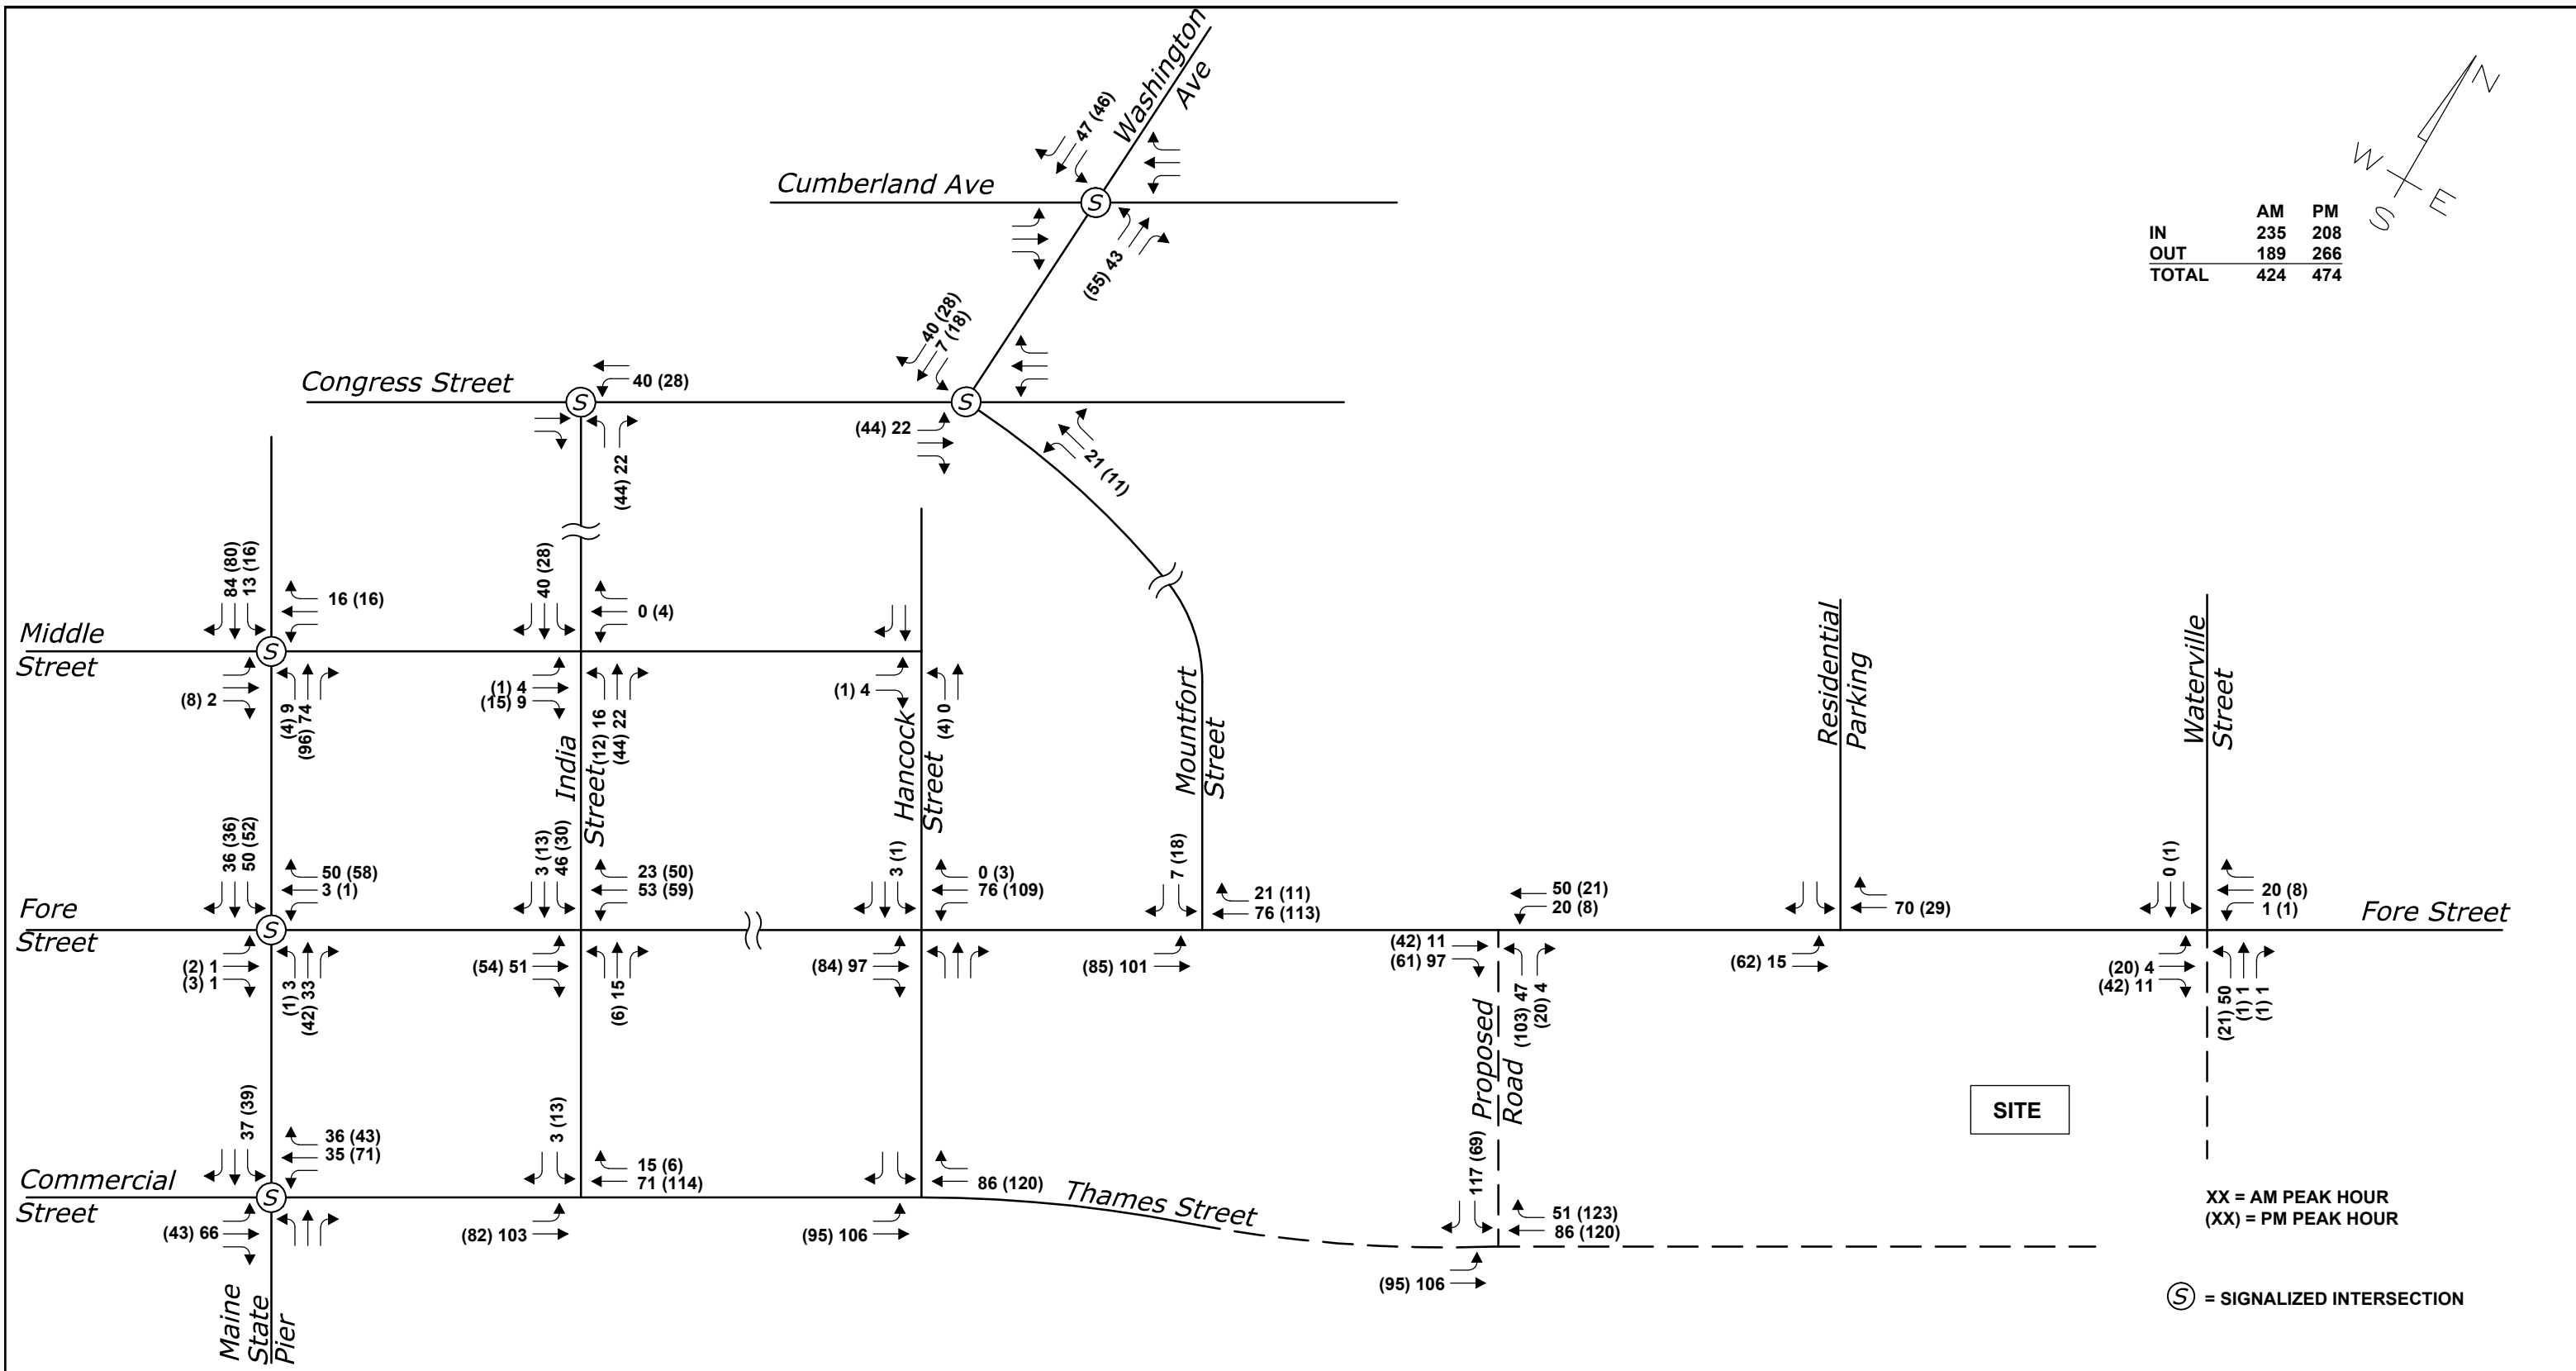 Washington
Ave
47 (46)
Cumberland Ave
S
(55) 43
N
W
E
S
AM PM
IN 235 208
OUT 189 266
TOTAL 424 474
40 (28)
7 (18)
Congress Street
S
40 (28)
S
(44) 22
(44) 22
21 (11)
84 (80)
13 (16)
16 (16)
40 (28)
0 (4)
Middle
Street
S
(8) 2
(4) 9
(96) 74
(1) 4
(15) 9
(12) 16
(44) 22
(1) 4
(4) 0
India
Street
Hancock
Street
Mountfort
Street
Residential
Parking
Waterville
Street
36 (36)
50 (52)
50 (58)
3 (1)
3 (13)
46 (30)
23 (50)
53 (59)
3 (1)
0 (3)
76 (109)
7 (18)
21 (11)
76 (113)
50 (21)
20 (8)
70 (29)
0 (1)
20 (8)
1 (1)
Fore
Street
S
Fore Street
(2) 1
(3) 1
(1) 3
(42) 33
(54) 51
(6) 15
(84) 97
(85) 101
(42) 11
(61) 97
(103) 47
(20) 4
(62) 15
(20) 4
(42) 11
(21) 50
(1) 1
(1) 1
Proposed
Road
SITE
37 (39)
36 (43)
35 (71)
3 (13)
15 (6)
71 (114)
86 (120)
Thames Street
117 (69)
51 (123)
86 (120)
Commercial
Street
S
(43) 66
(82) 103
(95) 106
(95) 106
Maine
State
Pier
XX = AM PEAK HOUR
(XX) = PM PEAK HOUR
S = SIGNALIZED INTERSECTION